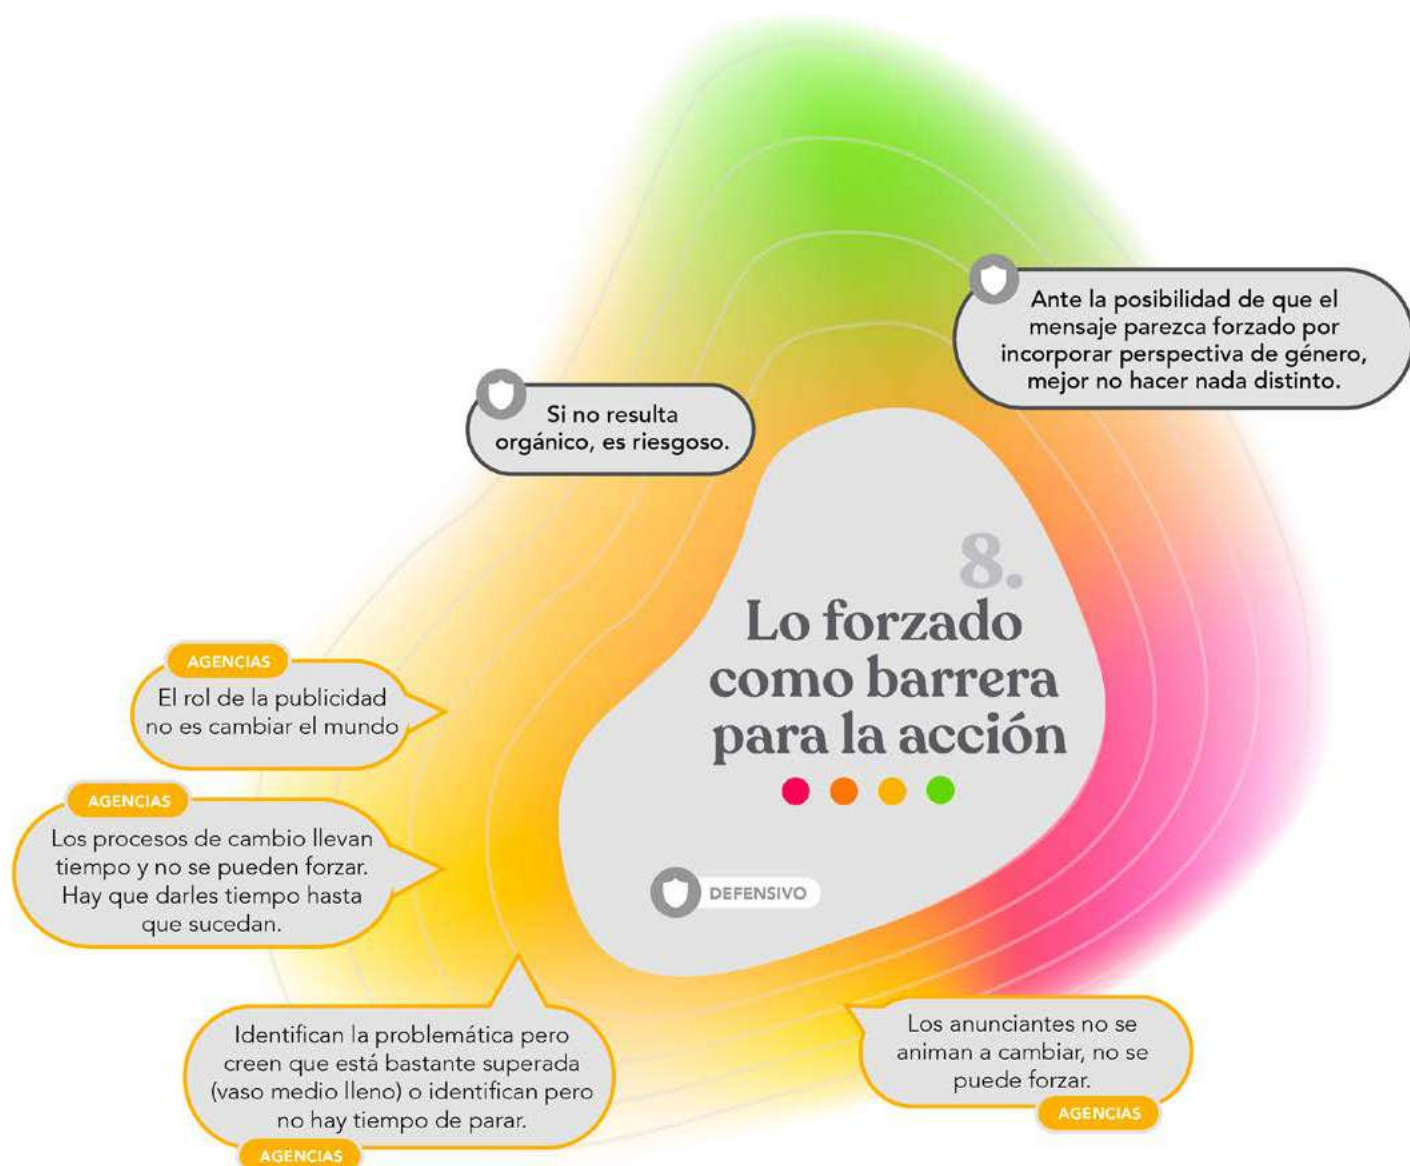 Ante la posibilidad de que el
mensaje parezca forzado por
incorporar perspectiva de género,
mejor no hacer nada distinto.
Si no resulta
orgánico, es riesgoso.
8.
Lo forzado
como barrera
para la acción
DEFENSIVO
AGENCIAS
El rol de la publicidad
no es cambiar el mundo
AGENCIAS
Los procesos de cambio llevan
tiempo y no se pueden forzar.
Hay que darles tiempo hasta
que sucedan.
Identifican la problemática pero
creen que está bastante superada
(vaso medio lleno) o identifican pero
no hay tiempo de parar.
AGENCIAS
Los anunciantes no se
animan a cambiar, no se
puede forzar.
AGENCIAS